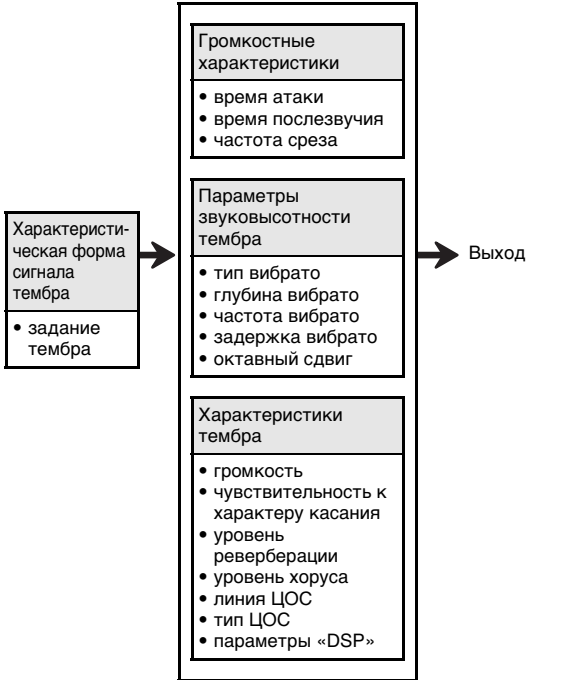 Характеристи-
ческая форма
сигнала
тембра
• задание
тембра
Громкостные
характеристики
• время атаки
• время послезвучия
• частота среза
Параметры
звуковысотности
тембра
• тип вибрато
• глубина вибрато
• частота вибрато
• задержка вибрато
• октавный сдвиг
Характеристики
тембра
• громкость
• чувствительность к
характеру касания
• уровень
реверберации
• уровень хоруса
• линия ЦОС
• тип ЦОС
• параметры «DSP»
Выход